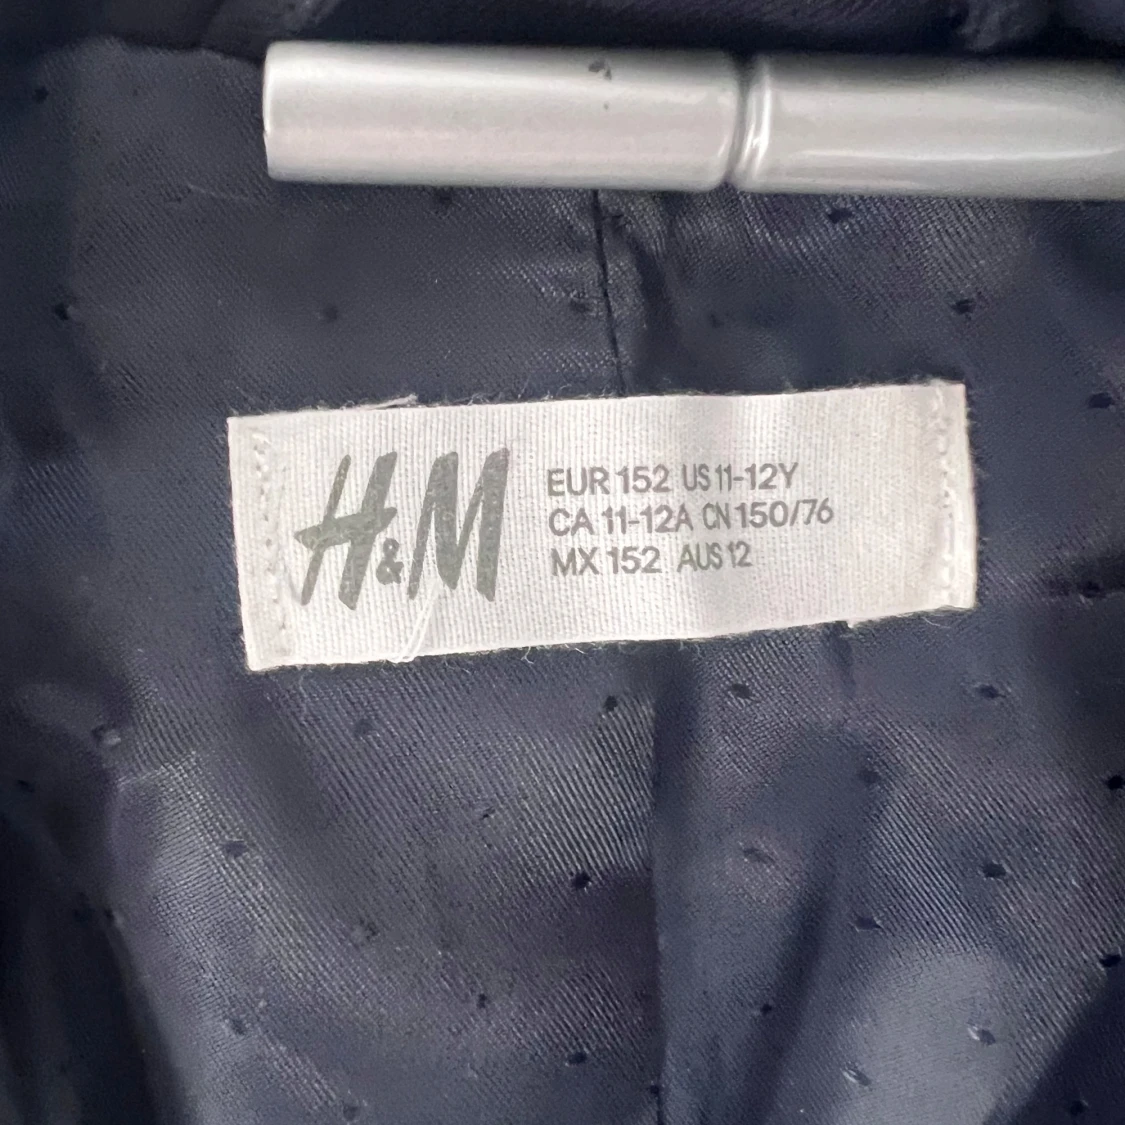 H&M
EUR 152 US 11-12Y
CA 11-12A CN 150/76
MX 152 AUS 12